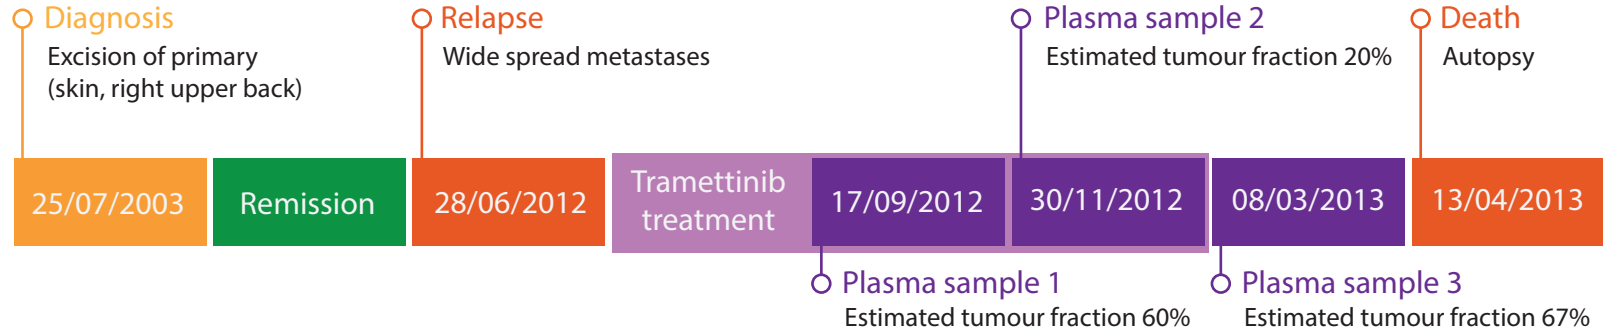 Diagnosis
Excision of primary
(skin, right upper back)
Relapse
Wide spread metastases
Plasma sample 2
Estimated tumour fraction 20%
Death
Autopsy
25/07/2003
Remission
28/06/2012
Tramettinib
treatment
17/09/2012
30/11/2012
08/03/2013
13/04/2013
Plasma sample 1
Estimated tumour fraction 60%
Plasma sample 3
Estimated tumour fraction 67%